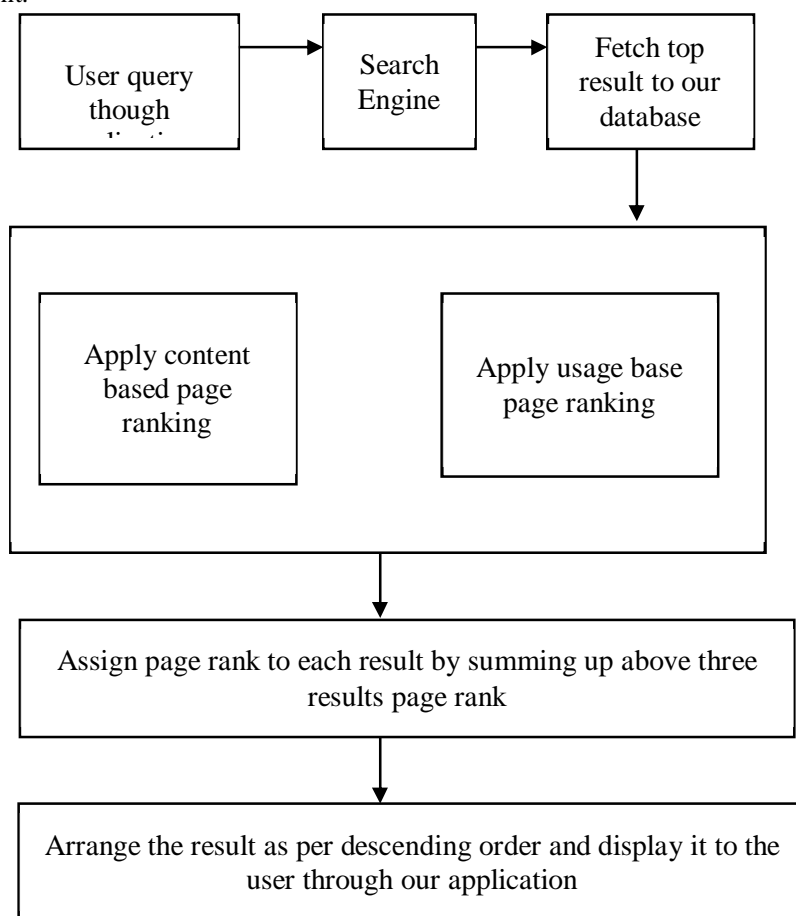 User query
though
Search
Engine
Fetch top
result to our
database
Apply content
based page
ranking
Apply usage base
page ranking
Assign page rank to each result by summing up above three
results page rank
Arrange the result as per descending order and display it to the
user through our application